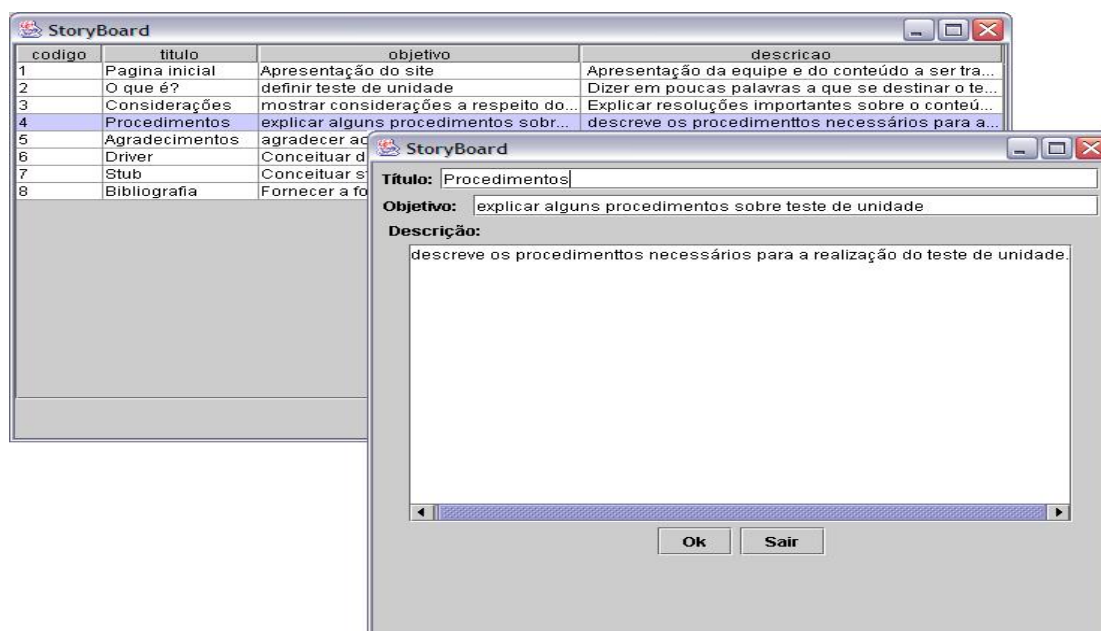 StoryBoard
codigo titulo objetivo descricao
1 Pagina inicial Apresentação do site Apresentação da equipe e do conteúdo a ser tra...
2 O que é? definir teste de unidade Dizer em poucas palavras a que se destinar o te...
3 Considerações mostrar considerações a respeito do... Explicar resoluções importantes sobre o conteú...
4 Procedimentos explicar alguns procedimentos sobr... descreve os procedimenttos necessários para a...
5 Agradecimentos agradecer
6 Driver Conceituar
7 Stub Conceituar
8 Bibliografia Fornecer a
StoryBoard
Título: Procedimentos
Objetivo: explicar alguns procedimentos sobre teste de unidade
Descrição:
descreve os procedimenttos necessários para a realização do teste de unidade.
Ok Sair